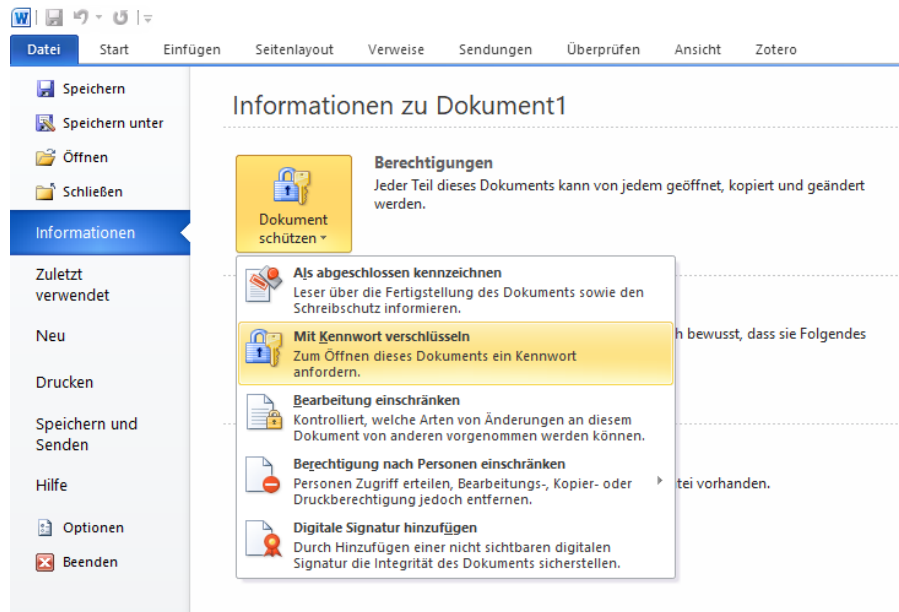 Datei Start Einfügen Seitenlayout Verweise Sendungen Überprüfen Ansicht Zotero
Speichern
Speichern unter
Öffnen
Schließen
Informationen
Zuletzt
verwendet
Neu
Drucken
Speichern und
Senden
Hilfe
Optionen
Beenden
Informationen zu Dokument1
Dokument
schützen
Berechtigungen
Jeder Teil dieses Dokuments kann von jedem geöffnet, kopiert und geändert
werden.
Als abgeschlossen kennzeichnen
Leser über die Fertigstellung des Dokuments sowie den
Schreibschutz informieren.
Mit Kennwort verschlüsseln
Zum Öffnen dieses Dokuments ein Kennwort
anfordern.
Bearbeitung einschränken
Kontrolliert, welche Arten von Änderungen an diesem
Dokument von anderen vorgenommen werden können.
Berechtigung nach Personen einschränken
Personen Zugriff erteilen, Bearbeitungs-, Kopier- oder
Druckberechtigung jedoch entfernen.
Digitale Signatur hinzufügen
Durch Hinzufügen einer nicht sichtbaren digitalen
Signatur die Integrität des Dokuments sicherstellen.
h bewusst, dass sie Folgendes
tei vorhanden.